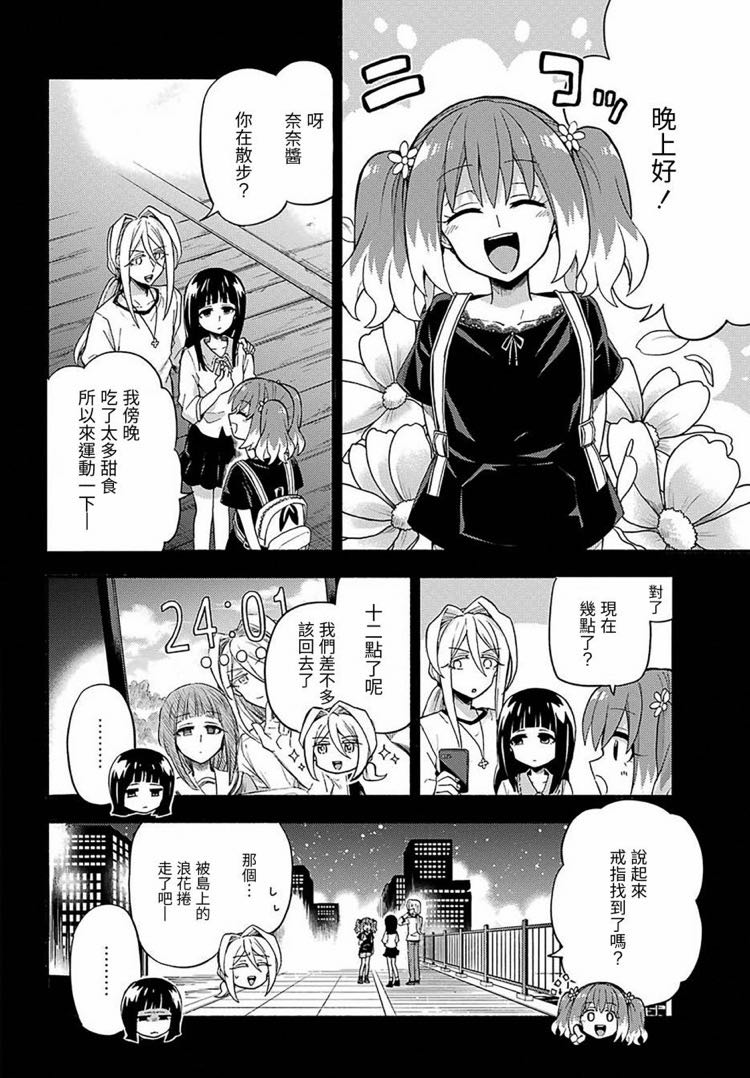 晚上好！
ニコッ
呀
奈奈醬
你在散步？
我傍晚
吃了太多甜食
所以來運動一下—
對了
現在
幾點了？
十二點了呢
我們差不多
該回去了
24:01
………
說起來
戒指找到了嗎？
那個…
被島上的
浪花捲
走了吧—
………